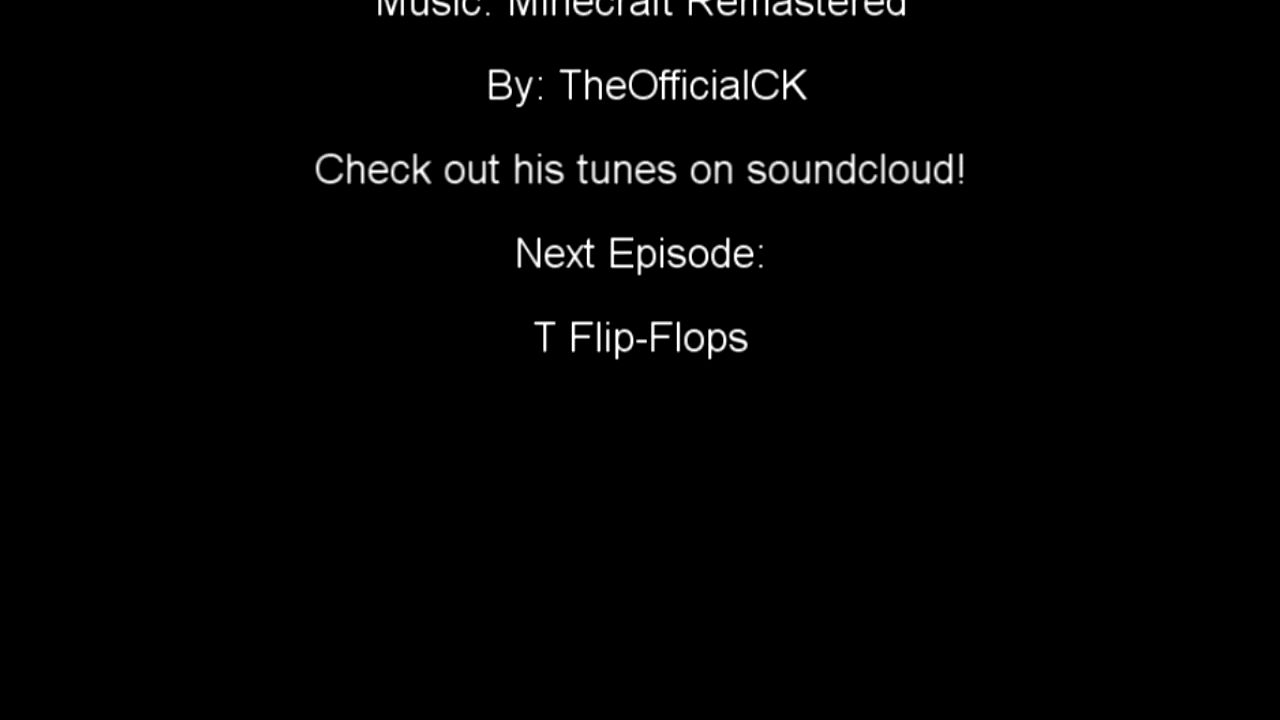 Music: Minecraft Remastered
By: TheOfficialCK
Check out his tunes on soundcloud!
Next Episode:
T Flip-Flops